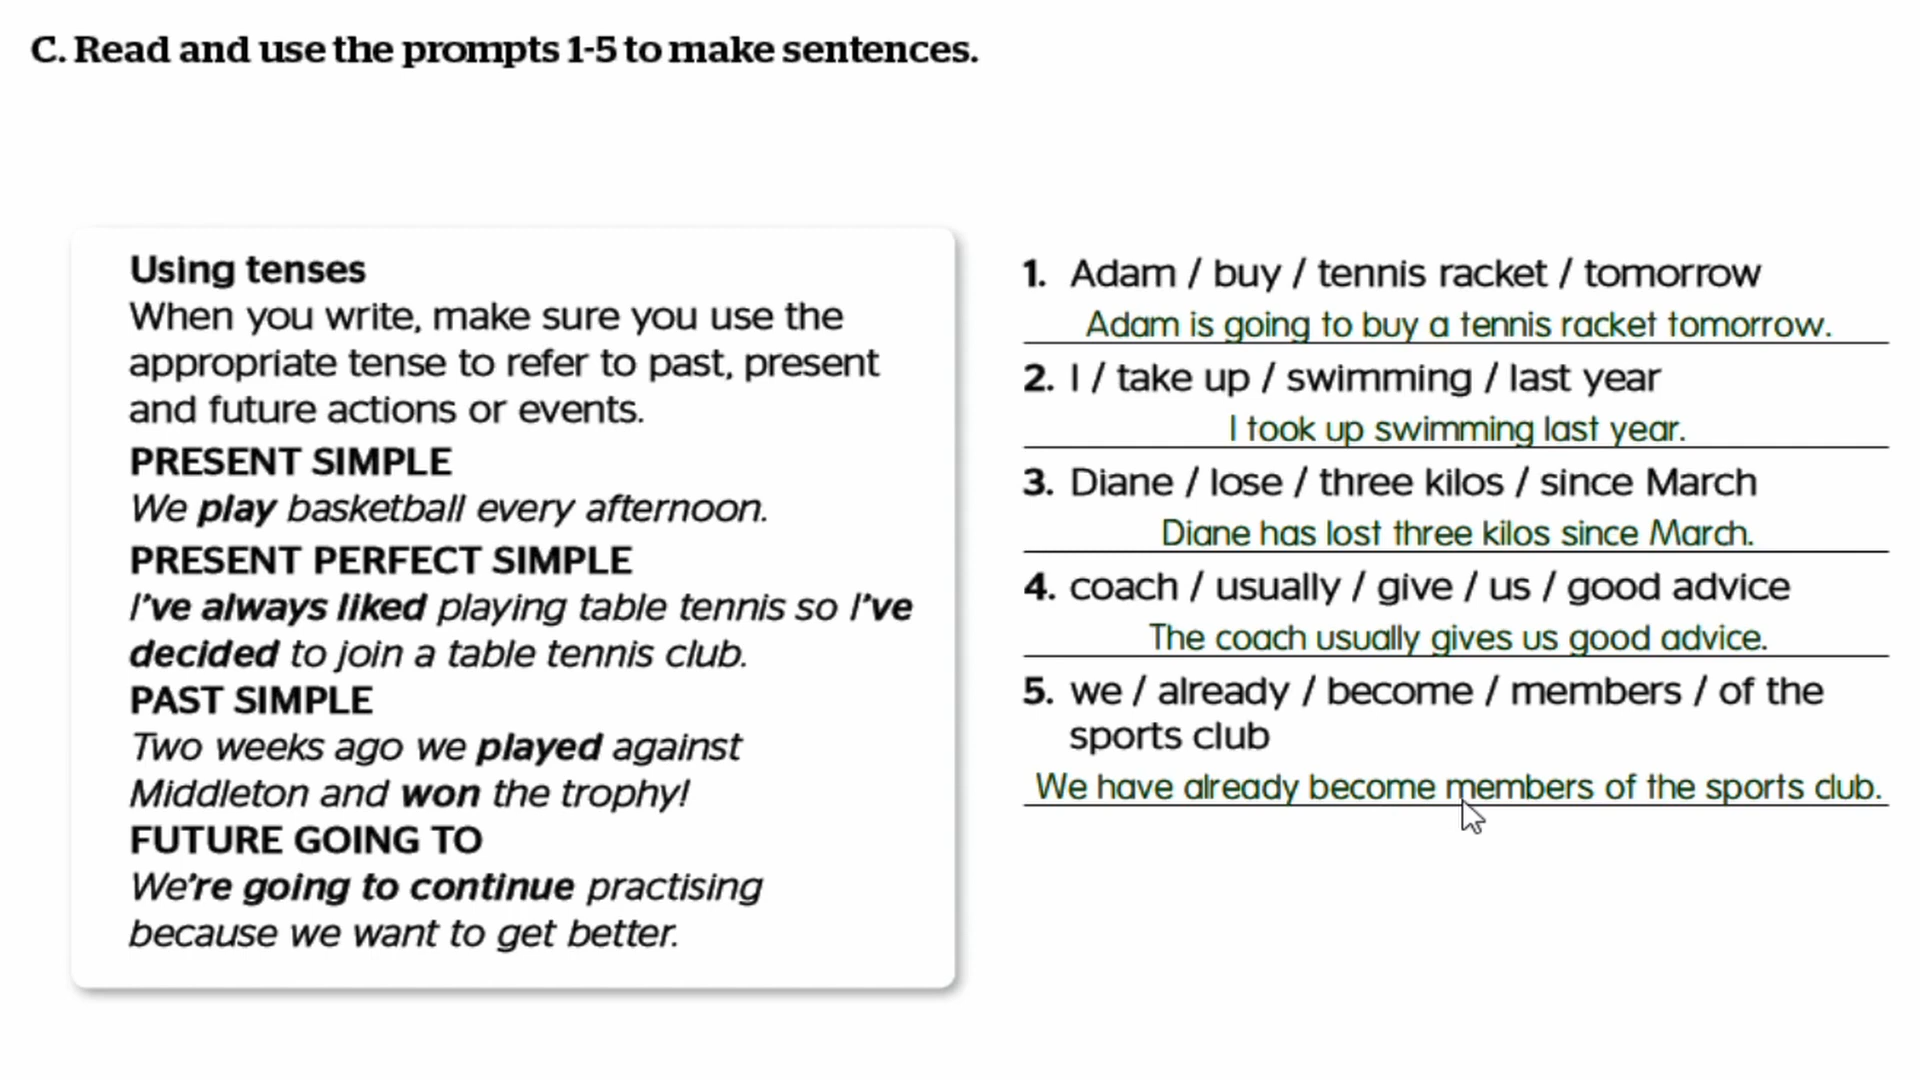 C. Read and use the prompts 1-5 to make sentences.
Using tenses
When you write, make sure you use the
appropriate tense to refer to past, present
and future actions or events.
PRESENT SIMPLE
We play basketball every afternoon.
PRESENT PERFECT SIMPLE
I've always liked playing table tennis so I've
decided to join a table tennis club.
PAST SIMPLE
Two weeks ago we played against
Middleton and won the trophy!
FUTURE GOING TO
We're going to continue practising
because we want to get better.
1. Adam / buy / tennis racket / tomorrow
Adam is going to buy a tennis racket tomorrow.
2. I / take up / swimming / last year
I took up swimming last year.
3. Diane / lose / three kilos / since March
Diane has lost three kilos since March.
4. coach / usually / give / us / good advice
The coach usually gives us good advice.
5. we / already / become / members / of the
sports club
We have already become members of the sports club.